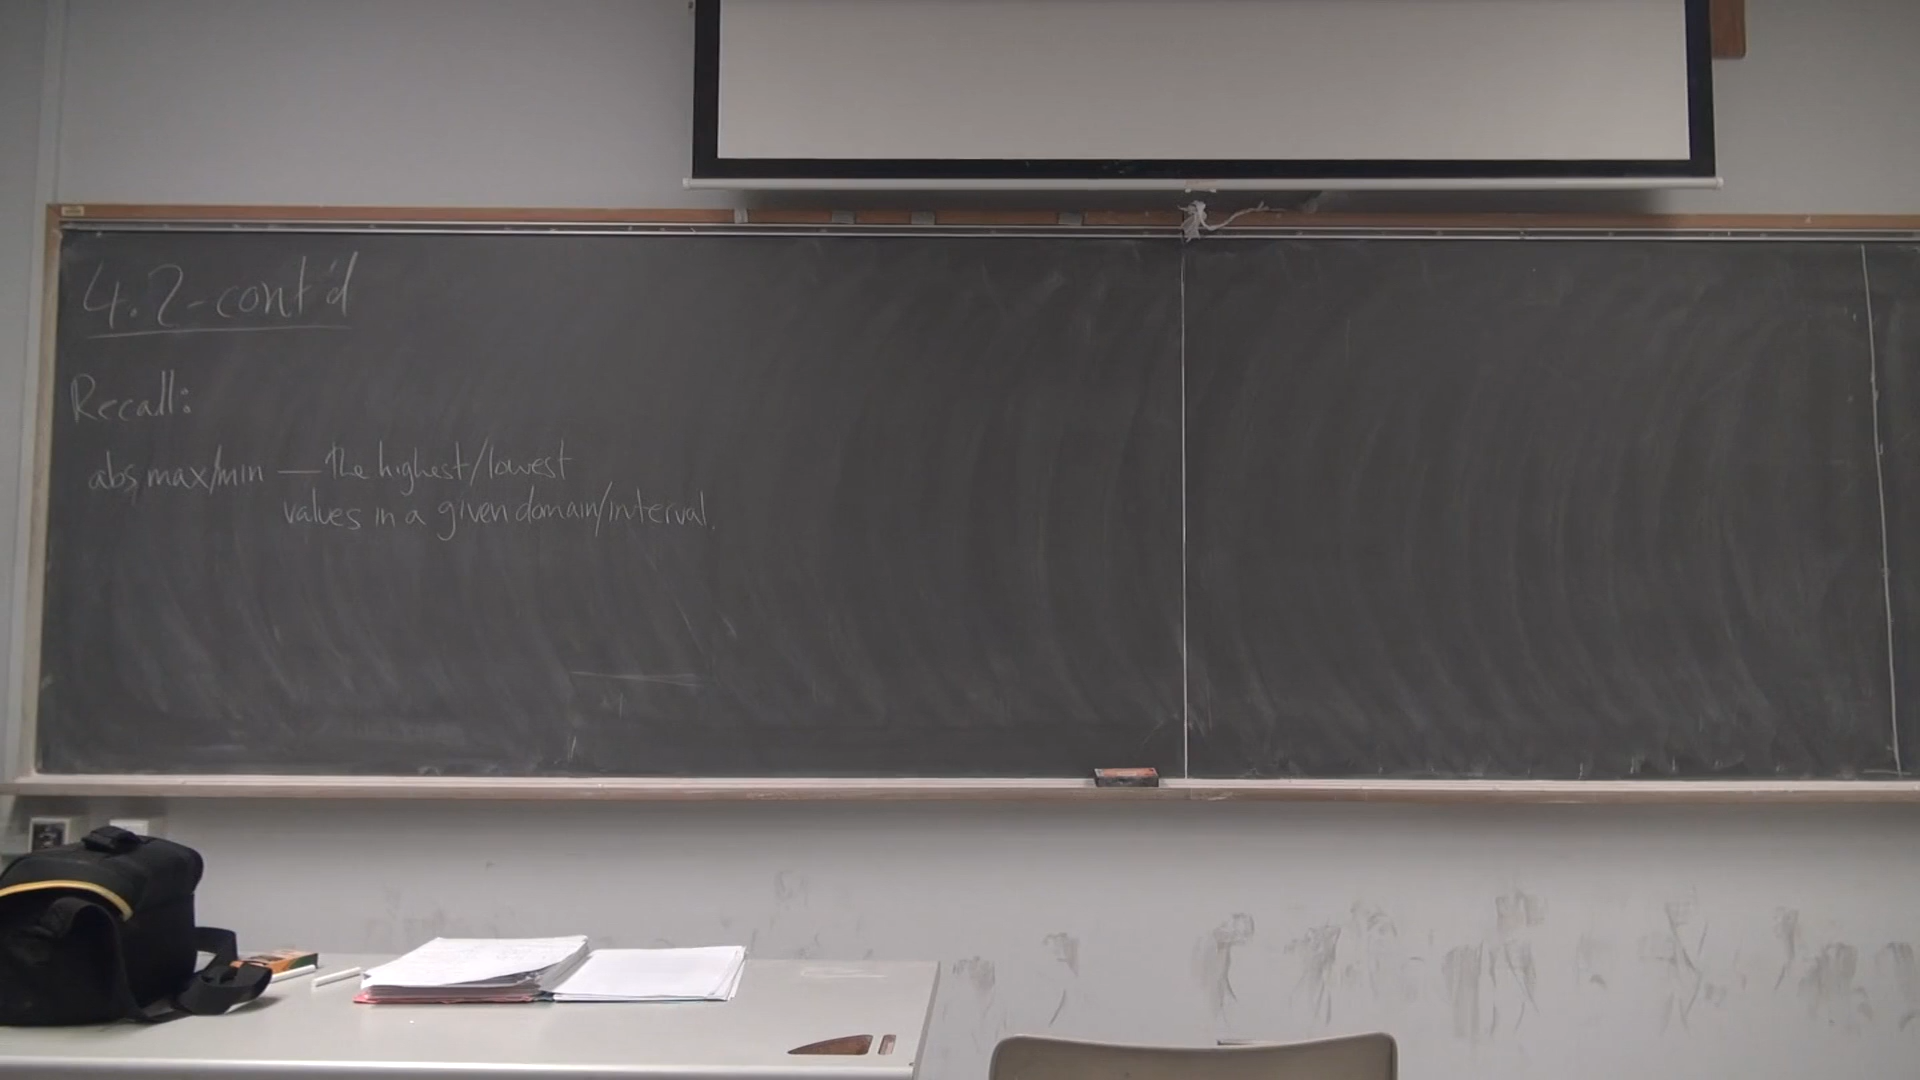 4.2-cont'd
Recall:
abs, max/min — the highest/lowest
values in a given domain/interval.